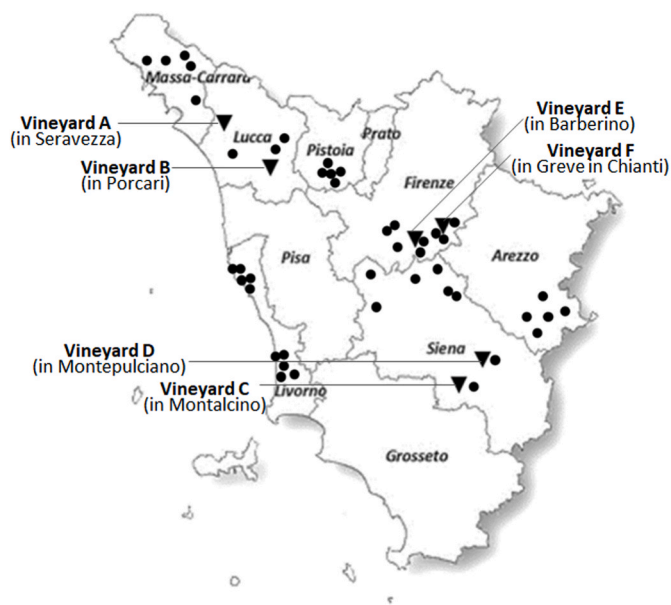 Massa-Carrara
Vineyard A
(in Seravezza)
Vineyard E
(in Barberino)
Lucca
Prato
Pistoia
Vineyard B
(in Porcari)
Vineyard F
(in Greve in Chianti)
Firenze
Pisa
Arezzo
Vineyard D
(in Montepulciano)
Siena
Vineyard C
(in Montalcino)
Livorno
Grosseto